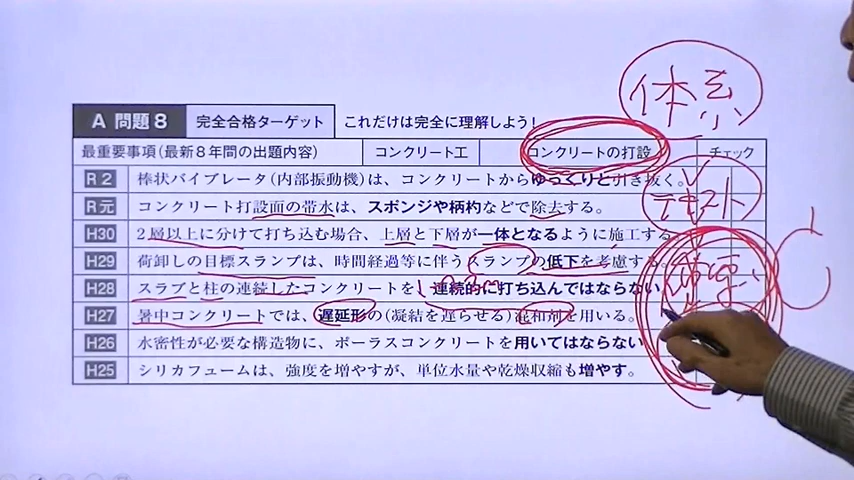 A 問題8 完全合格ターゲット これだけは完全に理解しよう!
最重要事項(最新8年間の出題内容) コンクリート工 コンクリートの打設 チェック
R2 棒状バイブレータ(内部振動機)は、コンクリートからゆっくりと引き抜く。
R元 コンクリート打設面の帯水は、スポンジや柄杓などで除去する。
H30 2層以上に分けて打ち込む場合、上層と下層が一体となるように施工する
H29 荷卸しの目標スランプは、時間経過等に伴うスランプの低下を考慮する
H28 スラブと柱の連続したコンクリートを、連続的に打ち込んではならない
H27 暑中コンクリートでは、遅延形の(凝結を遅らせる)混和剤を用いる。
H26 水密性が必要な構造物に、ポーラスコンクリートを用いてはならない
H25 シリカフュームは、強度を増やすが、単位水量や乾燥収縮も増やす。
体系
テキスト